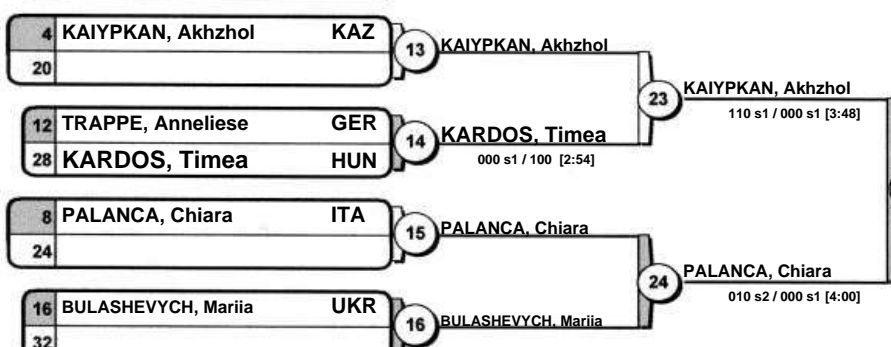 4 KAIYPKAN, Akhzhol KAZ
20
13
KAIYPKAN, Akhzhol
12 TRAPPE, Anneliese GER
28 KARDOS, Timea HUN
14
KARDOS, Timea
000 s1 / 100 [2:54]
23
KAIYPKAN, Akhzhol
110 s1 / 000 s1 [3:48]
8 PALANCA, Chiara ITA
24
15
PALANCA, Chiara
16 BULASHEVYCH, Mariia UKR
32
16
BULASHEVYCH, Mariia
24
PALANCA, Chiara
010 s2 / 000 s1 [4:00]